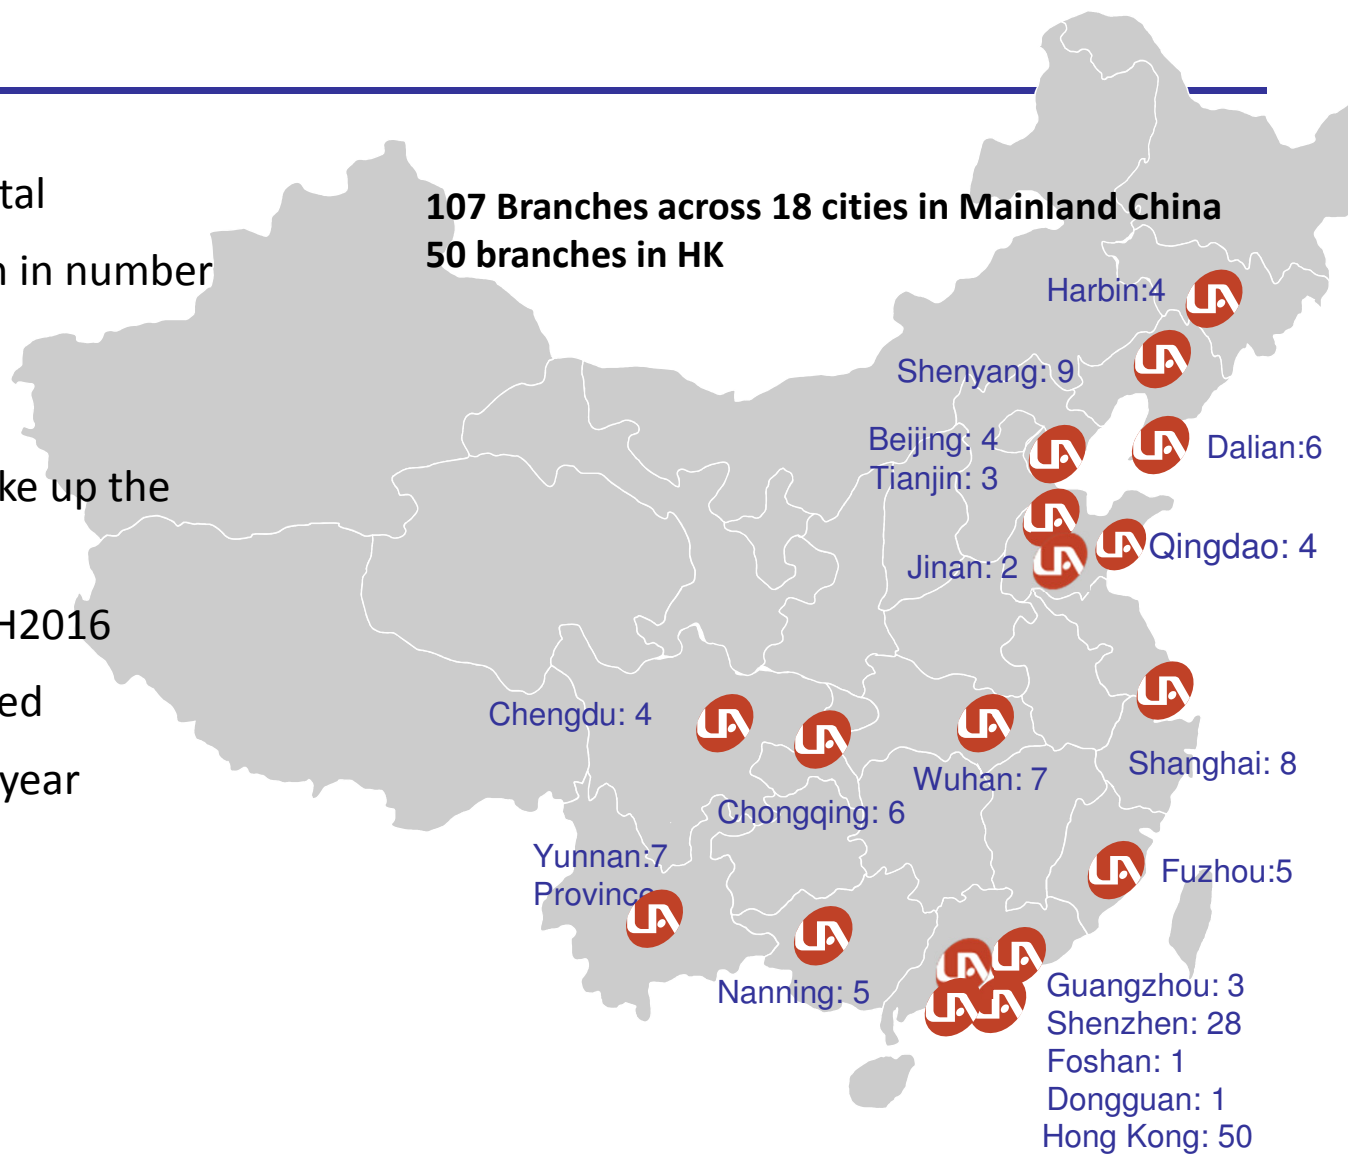 tal
107 Branches across 18 cities in Mainland China
50 branches in HK
in number
Harbin:4
Shenyang: 9
Beijing: 4
Tianjin: 3
Dalian:6
ke up the
Qingdao: 4
Jinan: 2
H2016
ed
Chengdu: 4
year
Wuhan: 7
Shanghai: 8
Chongqing: 6
Yunnan:7
Province
Fuzhou:5
Nanning: 5
Guangzhou: 3
Shenzhen: 28
Foshan: 1
Dongguan: 1
Hong Kong: 50